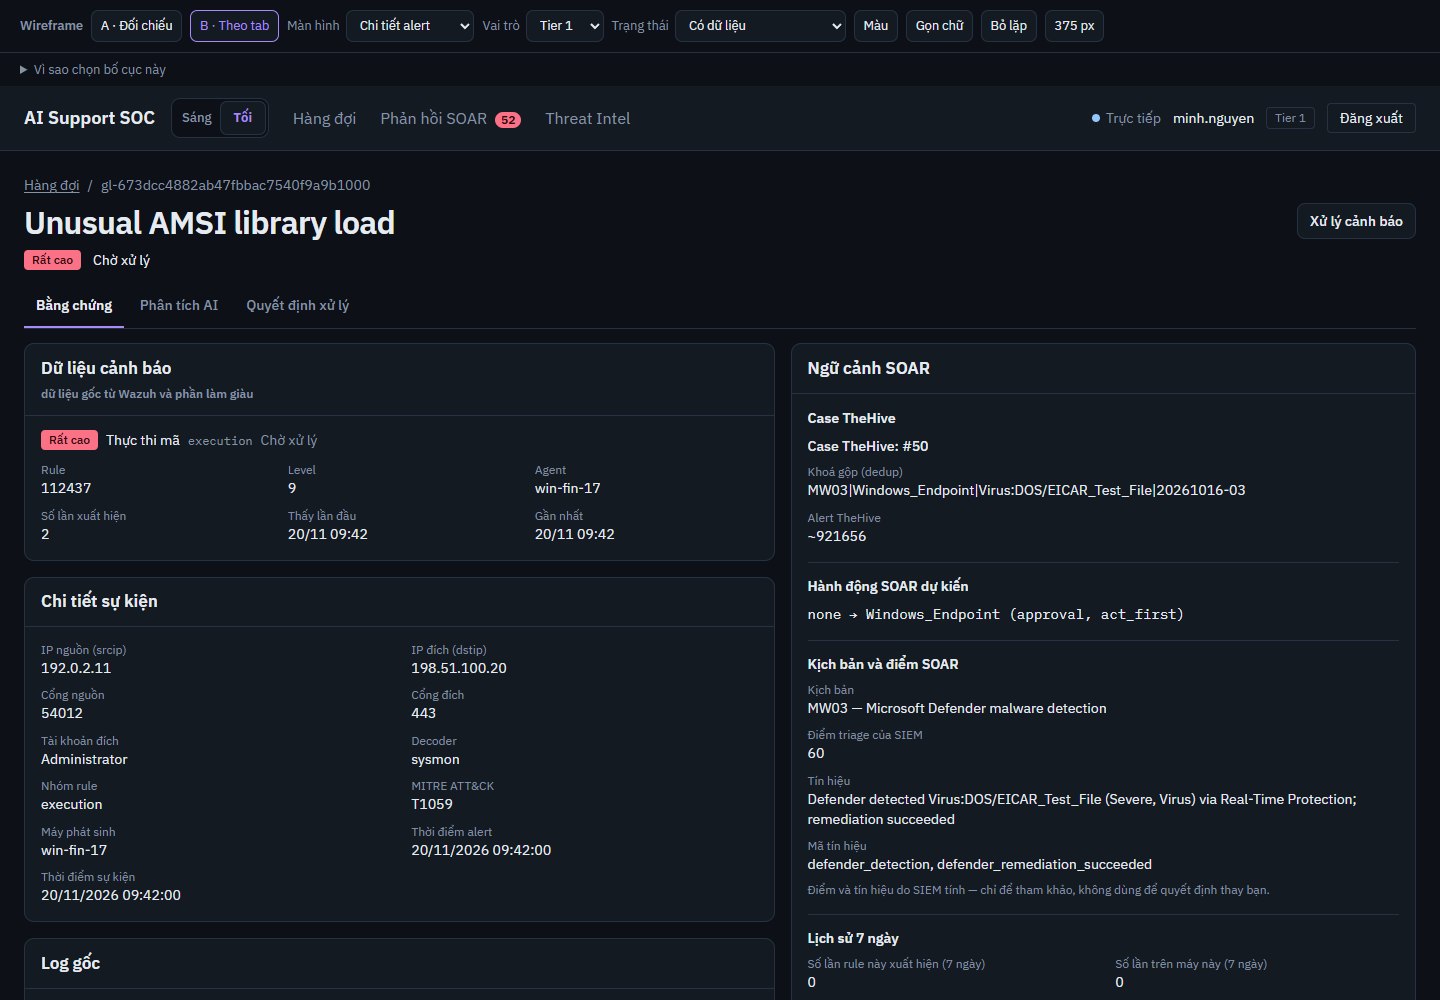 Wireframe A · Đối chiếu B · Theo tab Màn hình Chi tiết alert Vai trò Tier 1 Trạng thái Có dữ liệu Màu Gọn chữ Bỏ lặp 375 px
Vì sao chọn bố cục này
AI Support SOC Sáng Tối Hàng đợi Phản hồi SOAR 52 Threat Intel Trực tiếp minh.nguyen Tier 1 Đăng xuất
Hàng đợi / gl-673dcc4882ab47fbbac7540f9a9b1000
Unusual AMSI library load
Xử lý cảnh báo
Rất cao Chờ xử lý
Bằng chứng Phân tích AI Quyết định xử lý
Dữ liệu cảnh báo
dữ liệu gốc từ Wazuh và phần làm giàu
Rất cao Thực thi mã execution Chờ xử lý
Rule Level Agent
112437 9 win-fin-17
Số lần xuất hiện Thấy lần đầu Gần nhất
2 20/11 09:42 20/11 09:42
Chi tiết sự kiện
IP nguồn (srcip) IP đích (dstip)
192.0.2.11 198.51.100.20
Cổng nguồn Cổng đích
54012 443
Tài khoản đích Decoder
Administrator sysmon
Nhóm rule MITRE ATT&CK
execution T1059
Máy phát sinh Thời điểm alert
win-fin-17 20/11/2026 09:42:00
Thời điểm sự kiện
20/11/2026 09:42:00
Log gốc
Ngữ cảnh SOAR
Case TheHive
Case TheHive: #50
Khoá gộp (dedup)
MW03|Windows_Endpoint|Virus:DOS/EICAR_Test_File|20261016-03
Alert TheHive
~921656
Hành động SOAR dự kiến
none → Windows_Endpoint (approval, act_first)
Kịch bản và điểm SOAR
Kịch bản
MW03 — Microsoft Defender malware detection
Điểm triage của SIEM
60
Tín hiệu
Defender detected Virus:DOS/EICAR_Test_File (Severe, Virus) via Real-Time Protection;
remediation succeeded
Mã tín hiệu
defender_detection, defender_remediation_succeeded
Điểm và tín hiệu do SIEM tính — chỉ để tham khảo, không dùng để quyết định thay bạn.
Lịch sử 7 ngày
Số lần rule này xuất hiện (7 ngày) Số lần trên máy này (7 ngày)
0 0